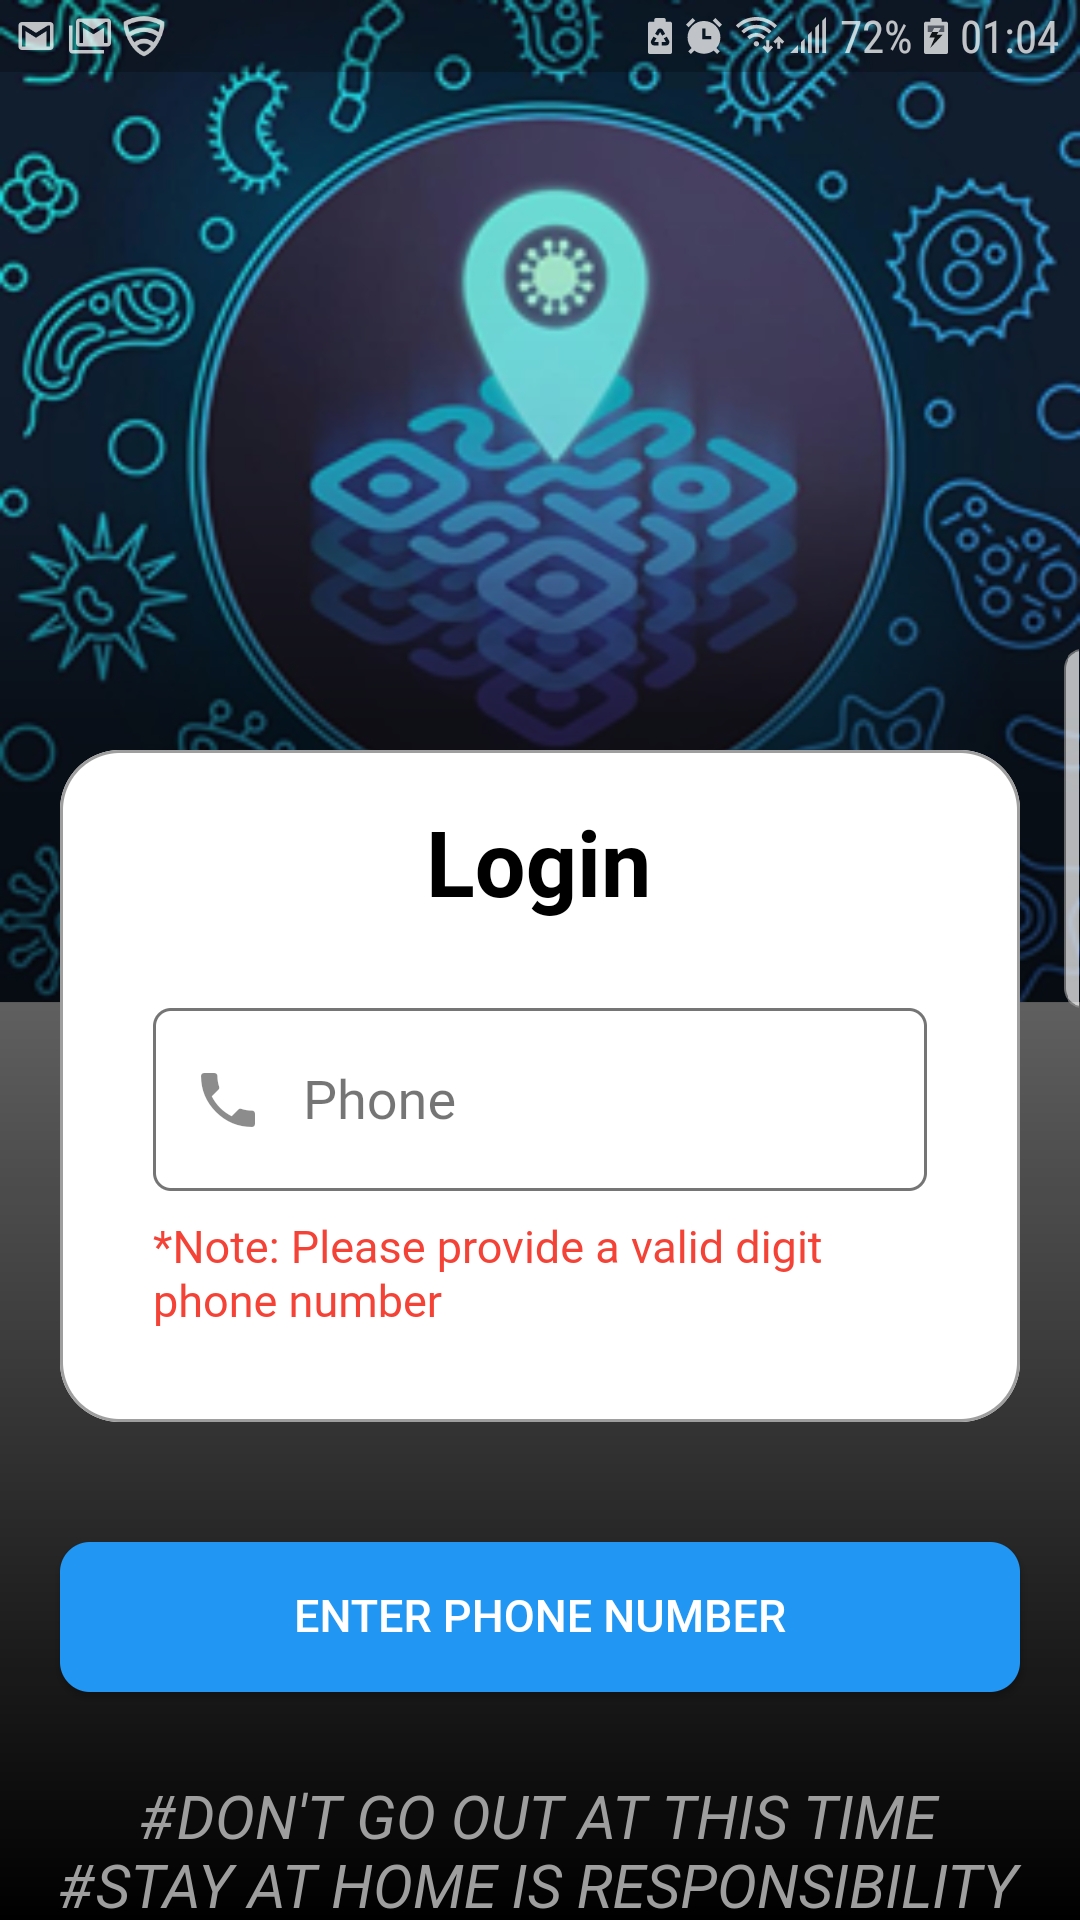 72% 01:04
Login
Phone
*Note: Please provide a valid digit
phone number
ENTER PHONE NUMBER
#DON'T GO OUT AT THIS TIME
#STAY AT HOME IS RESPONSIBILITY